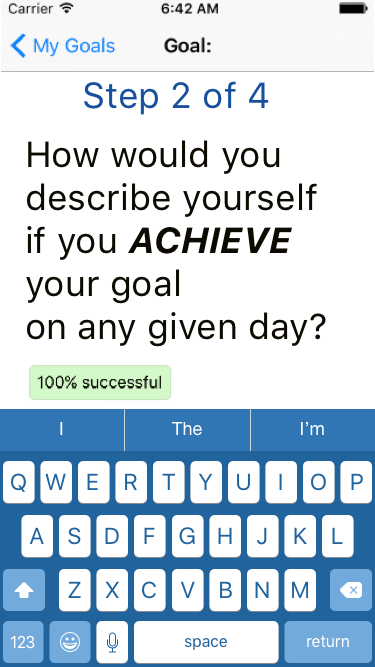 Carrier 6:42 AM
My Goals Goal:
Step 2 of 4
How would you
describe yourself
if you ACHIEVE
your goal
on any given day?
100% successful
I The I'm
Q W E R T Y U I O P
A S D F G H J K L
Z X C V B N M
123 space return